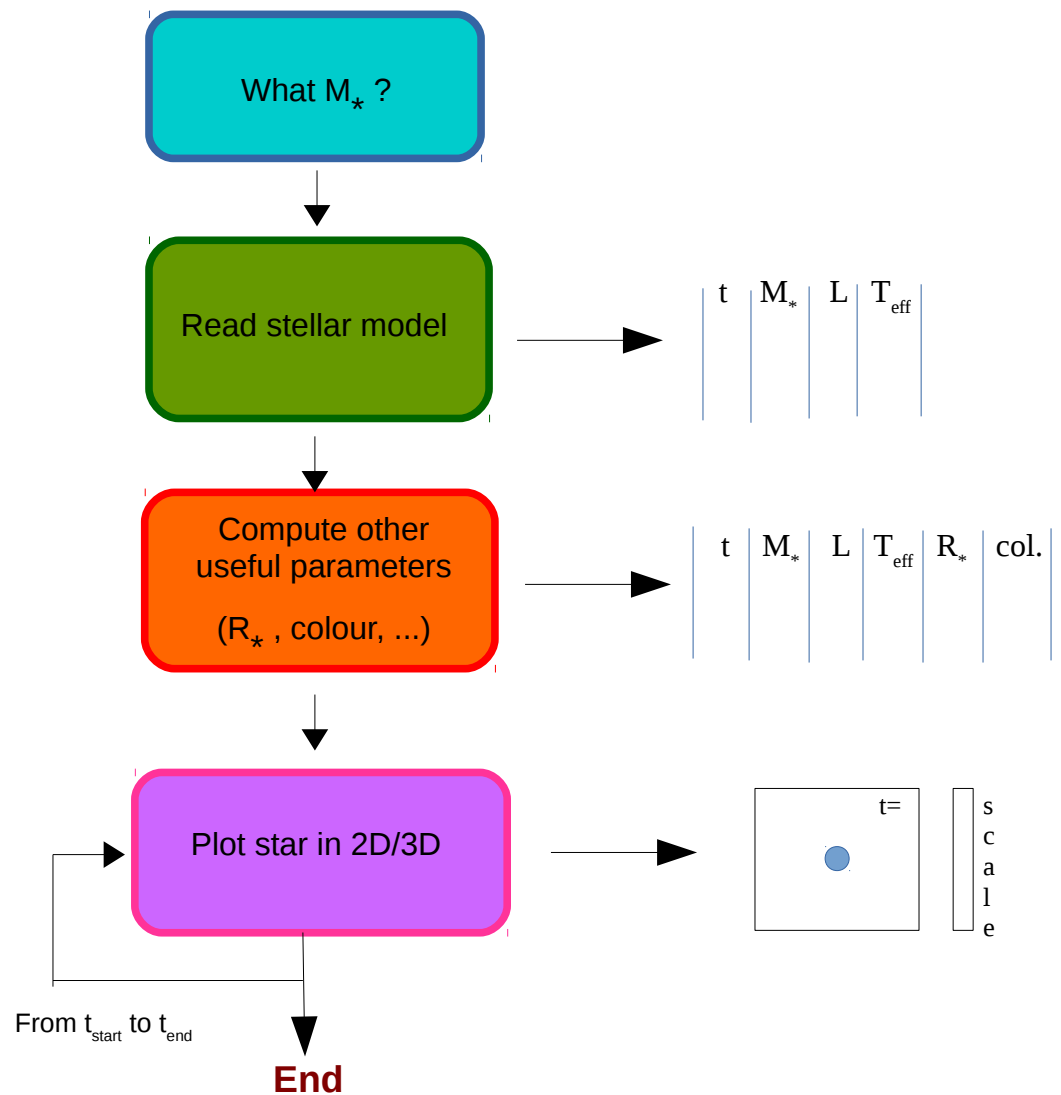 What M* ?
Read stellar model
t M* L Teff
Compute other
useful parameters
(R* , colour, ...)
t M* L Teff R* col.
Plot star in 2D/3D
t=
scale
From tstart to tend
End